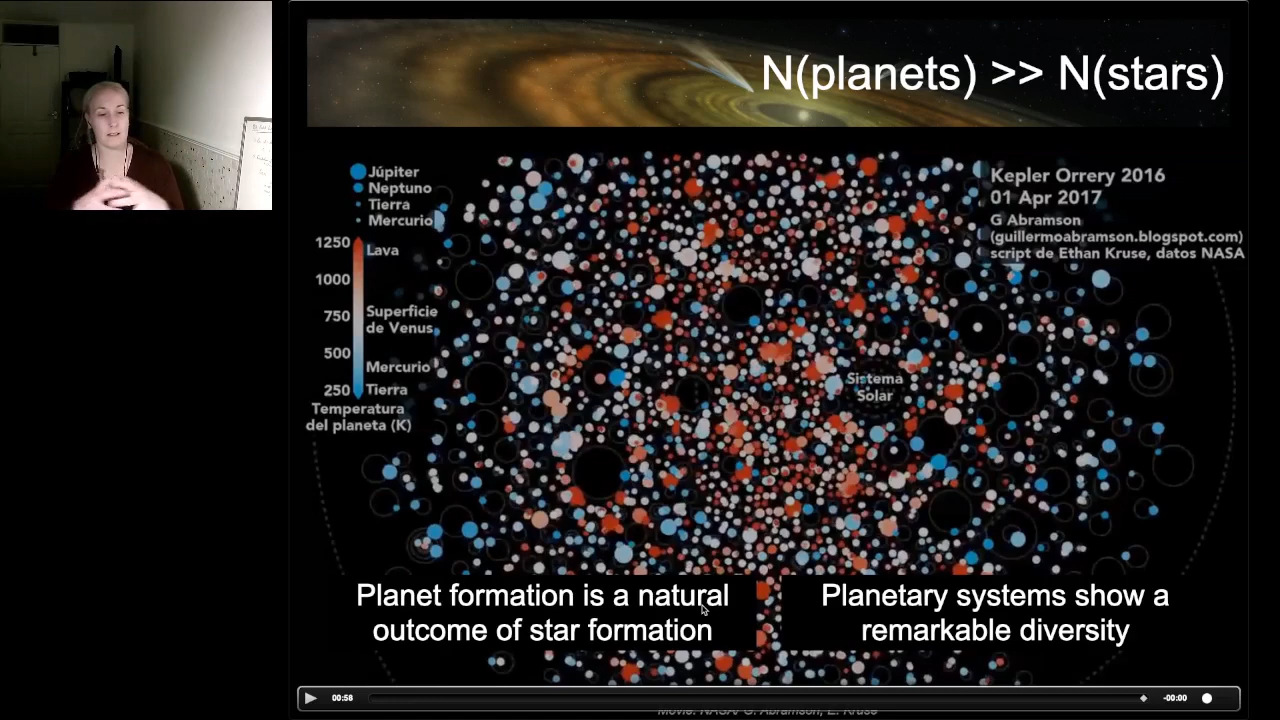 N(planets) >> N(stars)
Júpiter
Neptuno
Tierra
Mercurio
1250
Lava
1000
750
Superficie
de Venus
500
Mercurio
250
Tierra
Temperatura
del planeta (K)
Kepler Orrery 2016
01 Apr 2017
G Abramson
(guillermoabramson.blogspot.com)
script de Ethan Kruse, datos NASA
Sistema
Solar
Planet formation is a natural
outcome of star formation
Planetary systems show a
remarkable diversity
00:58
-00:00
Movie: NASA/ G. Abramson, E. Kruse